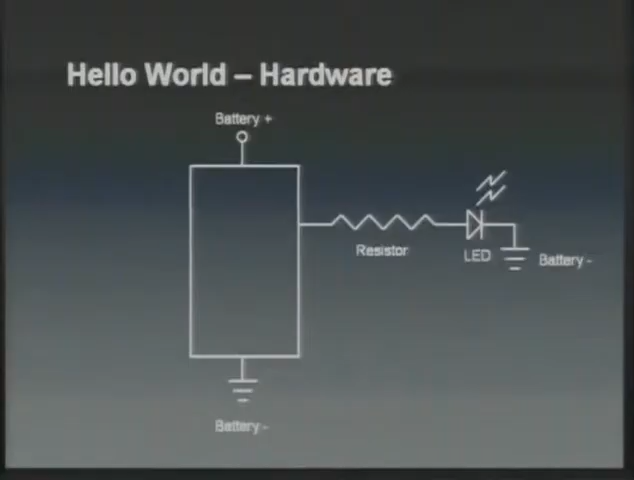 Hello World – Hardware
Battery +
Resistor
LED
Battery -
Battery -